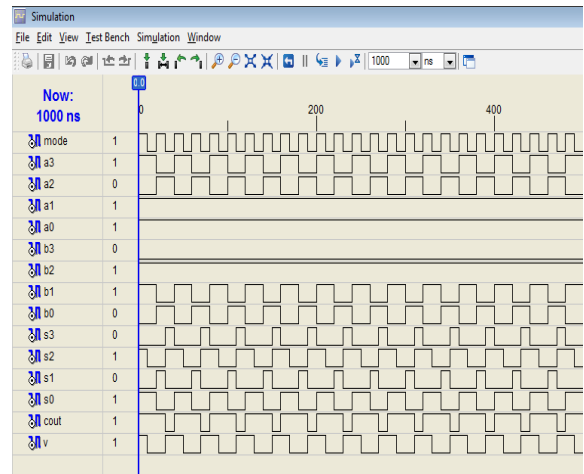 Simulation
File Edit View Test Bench Simulation Window
1000 ns
Now:
1000 ns
0.0
0 200 400
mode 1
a3 1
a2 0
a1 1
a0 1
b3 0
b2 1
b1 1
b0 0
s3 0
s2 1
s1 0
s0 1
cout 1
v 1